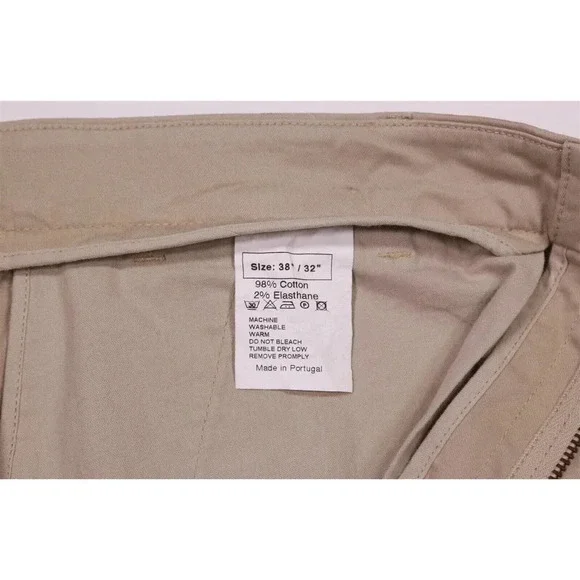 Size: 38" / 32"
98% Cotton
2% Elasthane
30
MACHINE
WASHABLE
WARM
DO NOT BLEACH
TUMBLE DRY LOW
REMOVE PROMPLY
Made in Portugal